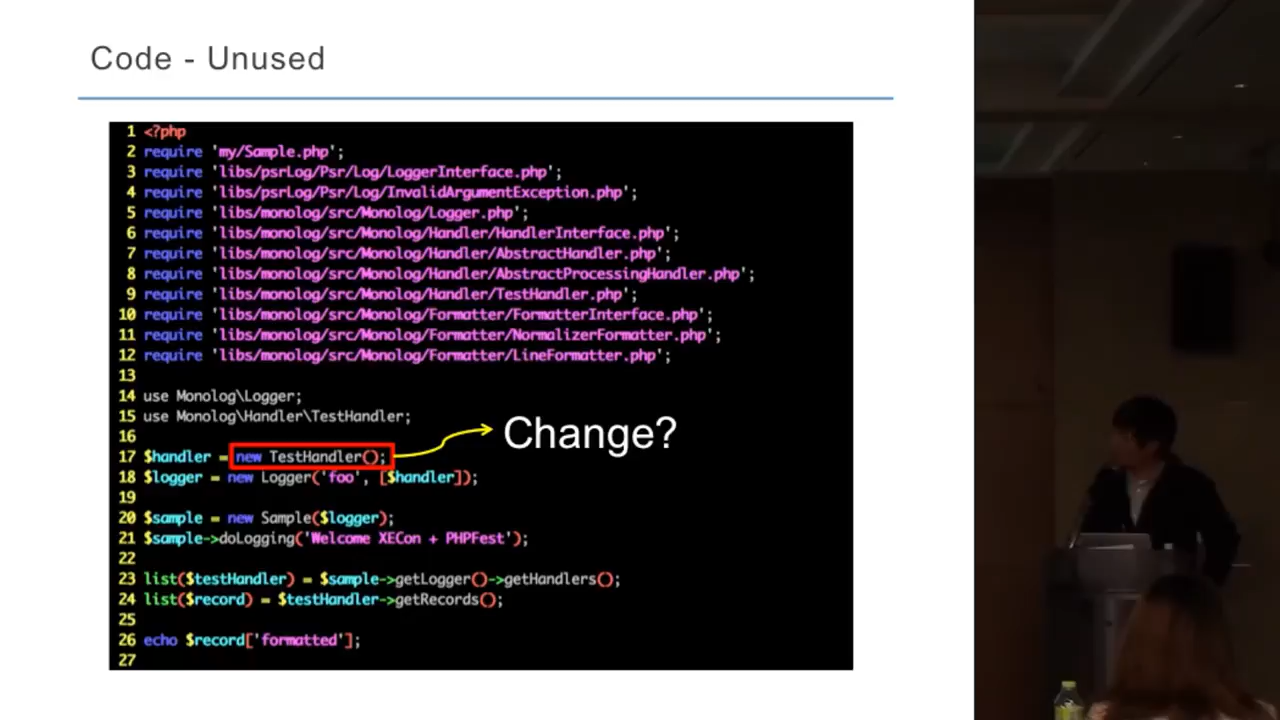 Code - Unused
1 <?php
2 require 'my/Sample.php';
3 require 'libs/psrLog/Psr/Log/LoggerInterface.php';
4 require 'libs/psrLog/Psr/Log/InvalidArgumentException.php';
5 require 'libs/monolog/src/Monolog/Logger.php';
6 require 'libs/monolog/src/Monolog/Handler/HandlerInterface.php';
7 require 'libs/monolog/src/Monolog/Handler/AbstractHandler.php';
8 require 'libs/monolog/src/Monolog/Handler/AbstractProcessingHandler.php';
9 require 'libs/monolog/src/Monolog/Handler/TestHandler.php';
10 require 'libs/monolog/src/Monolog/Formatter/FormatterInterface.php';
11 require 'libs/monolog/src/Monolog/Formatter/NormalizerFormatter.php';
12 require 'libs/monolog/src/Monolog/Formatter/LineFormatter.php';
13
14 use Monolog\Logger;
15 use Monolog\Handler\TestHandler;
16
Change?
17 $handler = new TestHandler();
18 $logger = new Logger('foo', [$handler]);
19
20 $sample = new Sample($logger);
21 $sample->doLogging('Welcome XECon + PHPFest');
22
23 list($testHandler) = $sample->getLogger()->getHandlers();
24 list($record) = $testHandler->getRecords();
25
26 echo $record['formatted'];
27